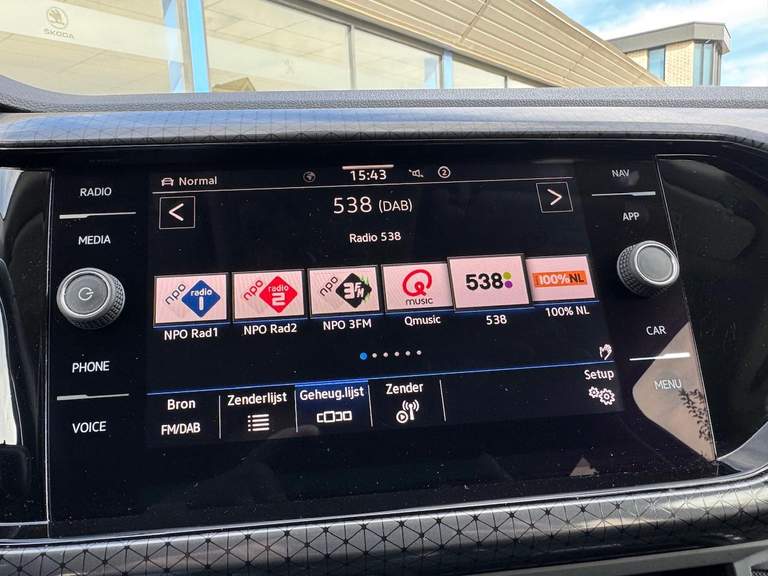 ŠKODA
RADIO
MEDIA
PHONE
VOICE
NAV
APP
CAR
MENU
Normal
15:43
2
538 (DAB)
Radio 538
npo radio 1
npo radio 2
npo 3FM
Q MUSIC
538
100%NL
NPO Rad1
NPO Rad2
NPO 3FM
Qmusic
538
100% NL
Bron
FM/DAB
Zenderlijst
Geheug.lijst
Zender
Setup